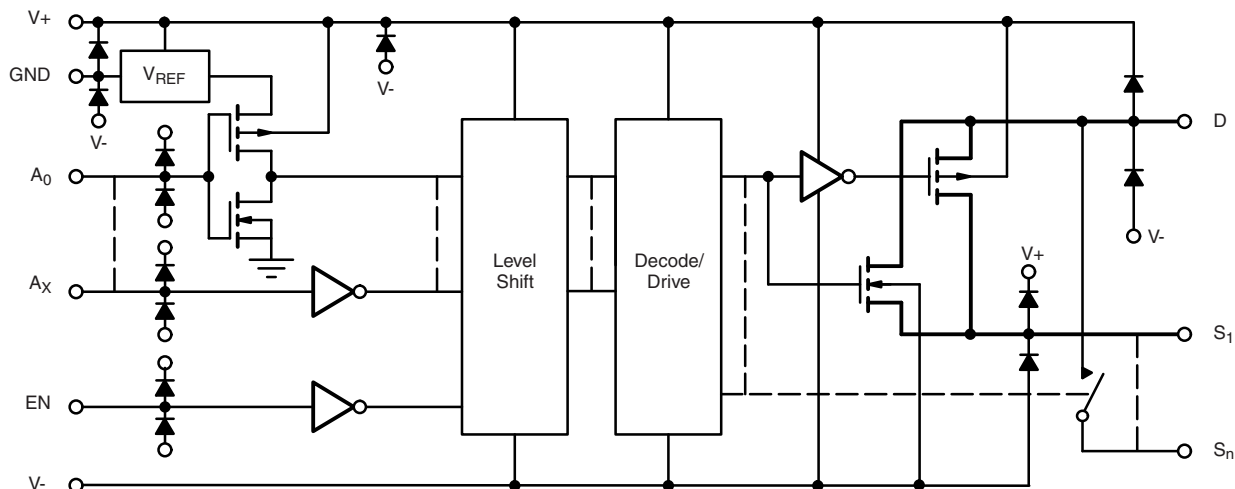 V+
GND
VREF
V-
V-
A0
AX
EN
V-
Level
Shift
Decode/
Drive
D
V-
V+
S1
Sn